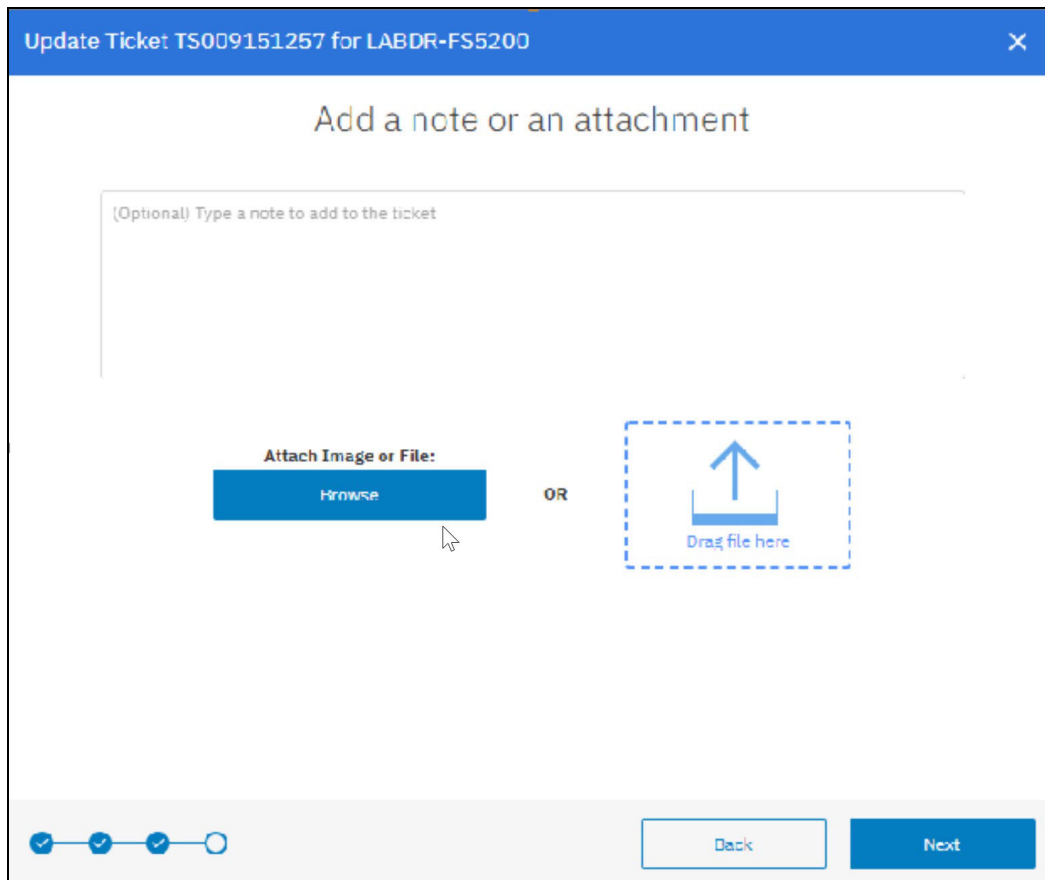 Update Ticket TS009151257 for LABDR-FS5200
Add a note or an attachment
(Optional) Type a note to add to the ticket
Attach Image or File:
Browse
OR
Drag file here
Back
Next